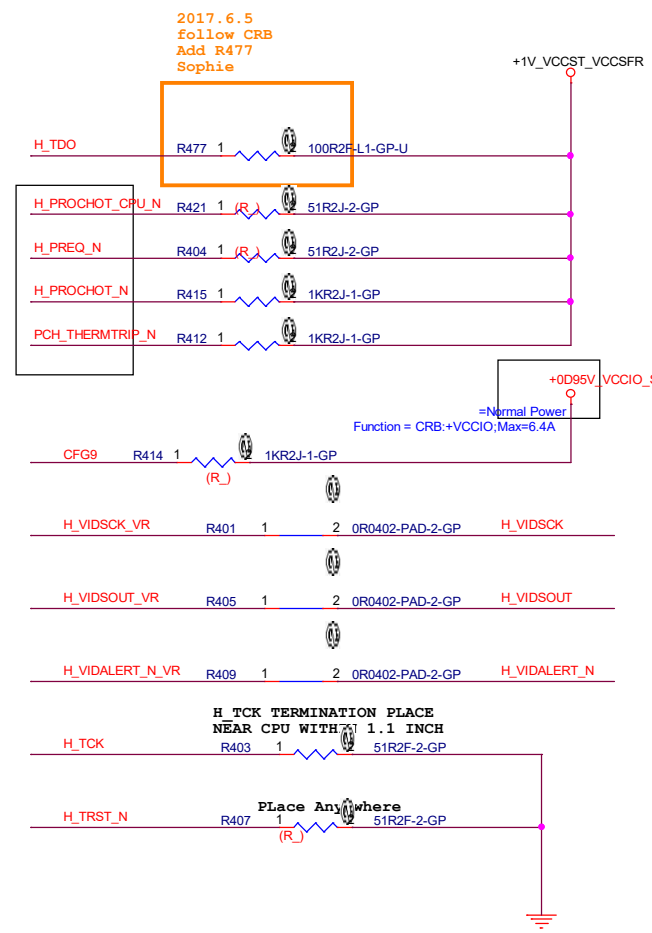 2017.6.5
follow CRB
Add R477
Sophie
+1V_VCCST_VCCSFR
H_TDO R477 1 2 100R2F-L1-GP-U
H_PROCHOT_CPU_N R421 1 (R_) 2 51R2J-2-GP
H_PREQ_N R404 1 (R_) 2 51R2J-2-GP
H_PROCHOT_N R415 1 2 1KR2J-1-GP
PCH_THERMTRIP_N R412 1 2 1KR2J-1-GP
+0D95V_VCCIO_S
=Normal Power
Function = CRB:+VCCIO;Max=6.4A
CFG9 R414 1 2 1KR2J-1-GP
(R_)
H_VIDSCK_VR R401 1 2 0R0402-PAD-2-GP H_VIDSCK
H_VIDSOUT_VR R405 1 2 0R0402-PAD-2-GP H_VIDSOUT
H_VIDALERT_N_VR R409 1 2 0R0402-PAD-2-GP H_VIDALERT_N
H_TCK TERMINATION PLACE
NEAR CPU WITHIN 1.1 INCH
H_TCK R403 1 2 51R2F-2-GP
PLace Anywhere
H_TRST_N R407 1 2 51R2F-2-GP
(R_)